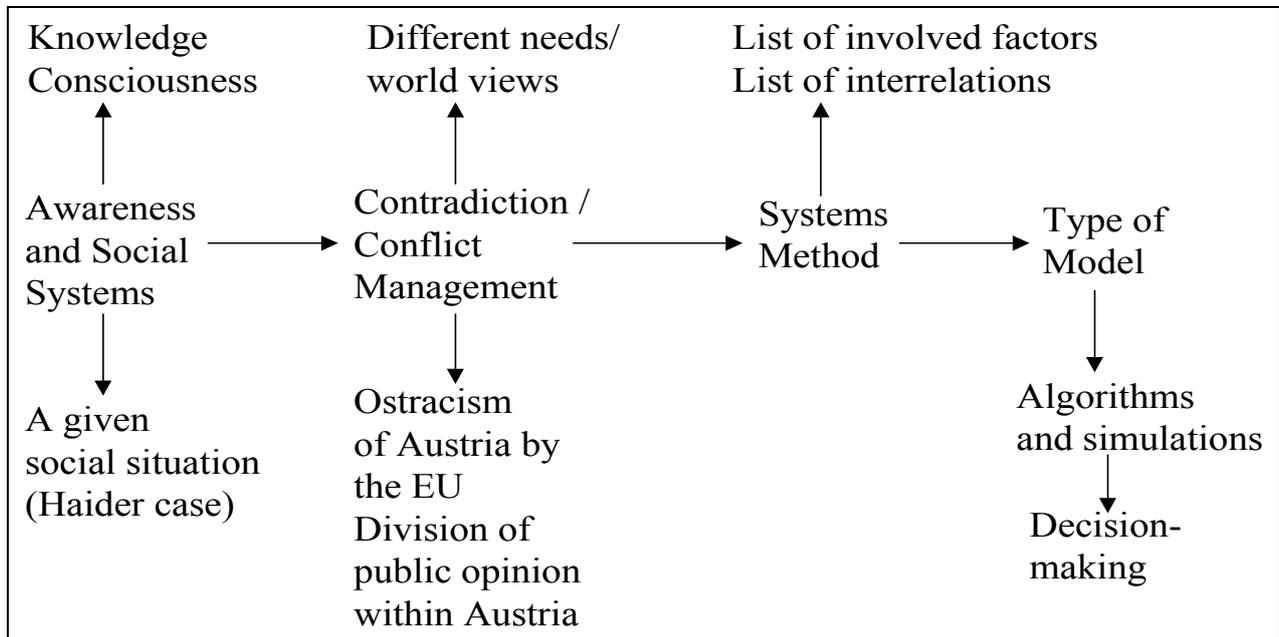 Knowledge
Consciousness
Different needs/
world views
List of involved factors
List of interrelations
Awareness
and Social
Systems
Contradiction /
Conflict
Management
Systems
Method
Type of
Model
A given
social situation
(Haider case)
Ostracism
of Austria by
the EU
Division of
public opinion
within Austria
Algorithms
and simulations
Decision-
making